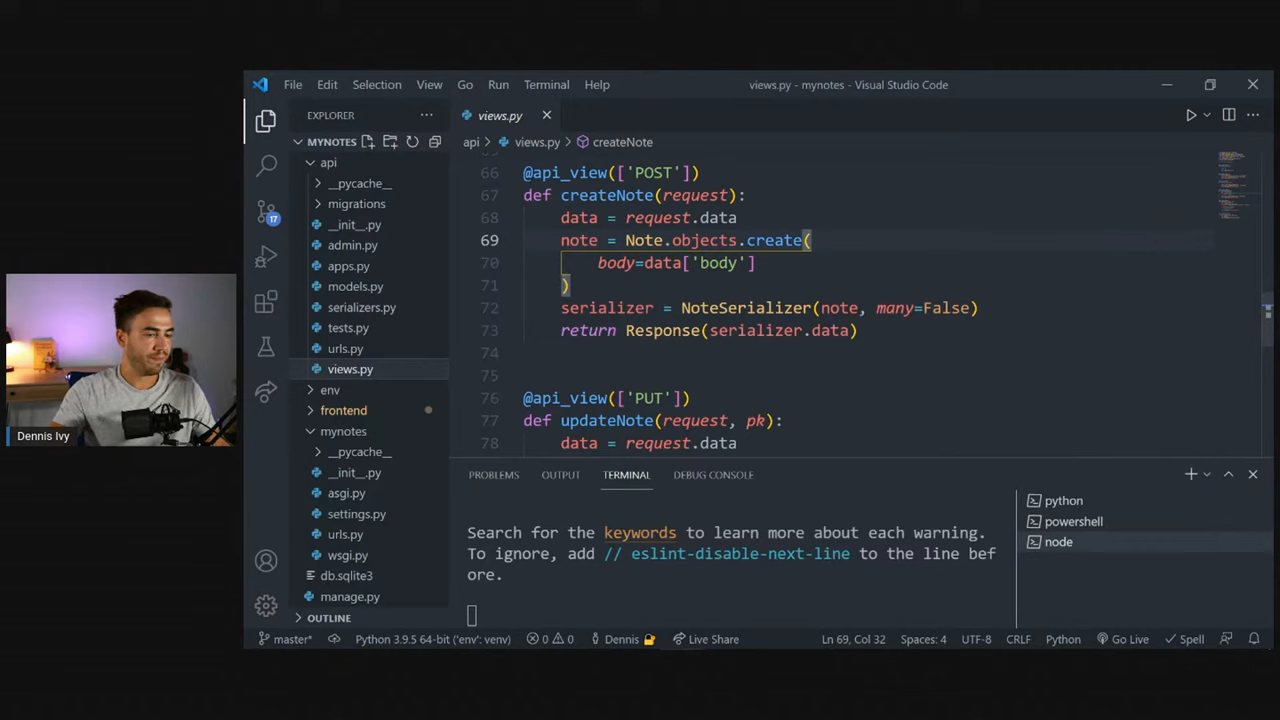 File Edit Selection View Go Run Terminal Help views.py - mynotes - Visual Studio Code
EXPLORER
views.py
MYNOTES
api > views.py > createNote
api
__pycache__
migrations
__init__.py
admin.py
apps.py
models.py
serializers.py
tests.py
urls.py
views.py
env
frontend
mynotes
__pycache__
__init__.py
asgi.py
settings.py
urls.py
wsgi.py
db.sqlite3
manage.py
OUTLINE
17
66 @api_view(['POST'])
67 def createNote(request):
68 data = request.data
69 note = Note.objects.create(
70 body=data['body']
71 )
72 serializer = NoteSerializer(note, many=False)
73 return Response(serializer.data)
74
75
76 @api_view(['PUT'])
77 def updateNote(request, pk):
78 data = request.data
PROBLEMS OUTPUT TERMINAL DEBUG CONSOLE
Search for the keywords to learn more about each warning.
To ignore, add // eslint-disable-next-line to the line bef
ore.
python
powershell
node
master* Python 3.9.5 64-bit ('env': venv) 0 0 Dennis Live Share Ln 69, Col 32 Spaces: 4 UTF-8 CRLF Python Go Live Spell
Dennis Ivy